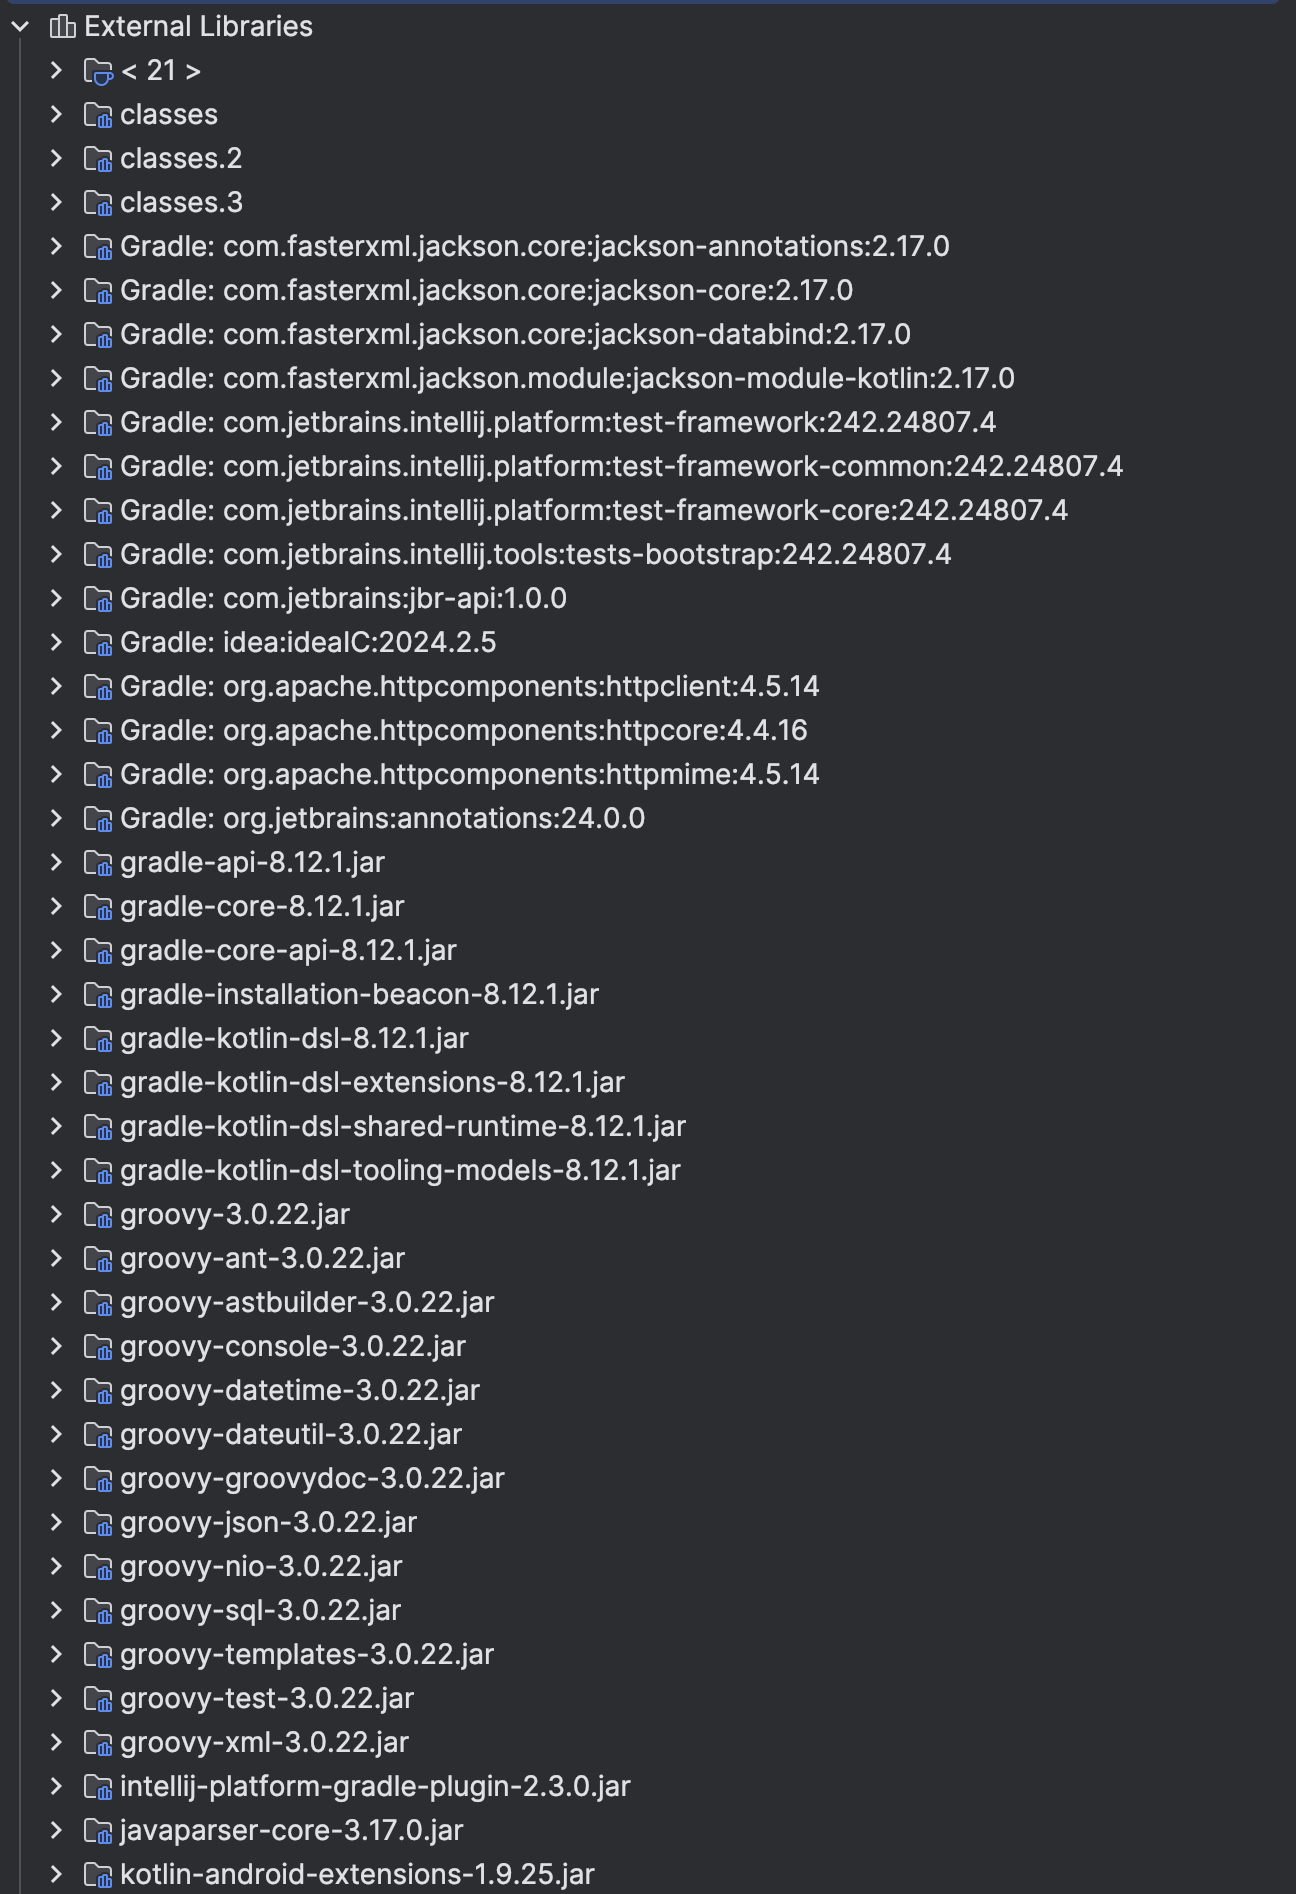 External Libraries
< 21 >
classes
classes.2
classes.3
Gradle: com.fasterxml.jackson.core:jackson-annotations:2.17.0
Gradle: com.fasterxml.jackson.core:jackson-core:2.17.0
Gradle: com.fasterxml.jackson.core:jackson-databind:2.17.0
Gradle: com.fasterxml.jackson.module:jackson-module-kotlin:2.17.0
Gradle: com.jetbrains.intellij.platform:test-framework:242.24807.4
Gradle: com.jetbrains.intellij.platform:test-framework-common:242.24807.4
Gradle: com.jetbrains.intellij.platform:test-framework-core:242.24807.4
Gradle: com.jetbrains.intellij.tools:tests-bootstrap:242.24807.4
Gradle: com.jetbrains:jbr-api:1.0.0
Gradle: idea:ideaIC:2024.2.5
Gradle: org.apache.httpcomponents:httpclient:4.5.14
Gradle: org.apache.httpcomponents:httpcore:4.4.16
Gradle: org.apache.httpcomponents:httpmime:4.5.14
Gradle: org.jetbrains:annotations:24.0.0
gradle-api-8.12.1.jar
gradle-core-8.12.1.jar
gradle-core-api-8.12.1.jar
gradle-installation-beacon-8.12.1.jar
gradle-kotlin-dsl-8.12.1.jar
gradle-kotlin-dsl-extensions-8.12.1.jar
gradle-kotlin-dsl-shared-runtime-8.12.1.jar
gradle-kotlin-dsl-tooling-models-8.12.1.jar
groovy-3.0.22.jar
groovy-ant-3.0.22.jar
groovy-astbuilder-3.0.22.jar
groovy-console-3.0.22.jar
groovy-datetime-3.0.22.jar
groovy-dateutil-3.0.22.jar
groovy-groovydoc-3.0.22.jar
groovy-json-3.0.22.jar
groovy-nio-3.0.22.jar
groovy-sql-3.0.22.jar
groovy-templates-3.0.22.jar
groovy-test-3.0.22.jar
groovy-xml-3.0.22.jar
intellij-platform-gradle-plugin-2.3.0.jar
javaparser-core-3.17.0.jar
kotlin-android-extensions-1.9.25.jar